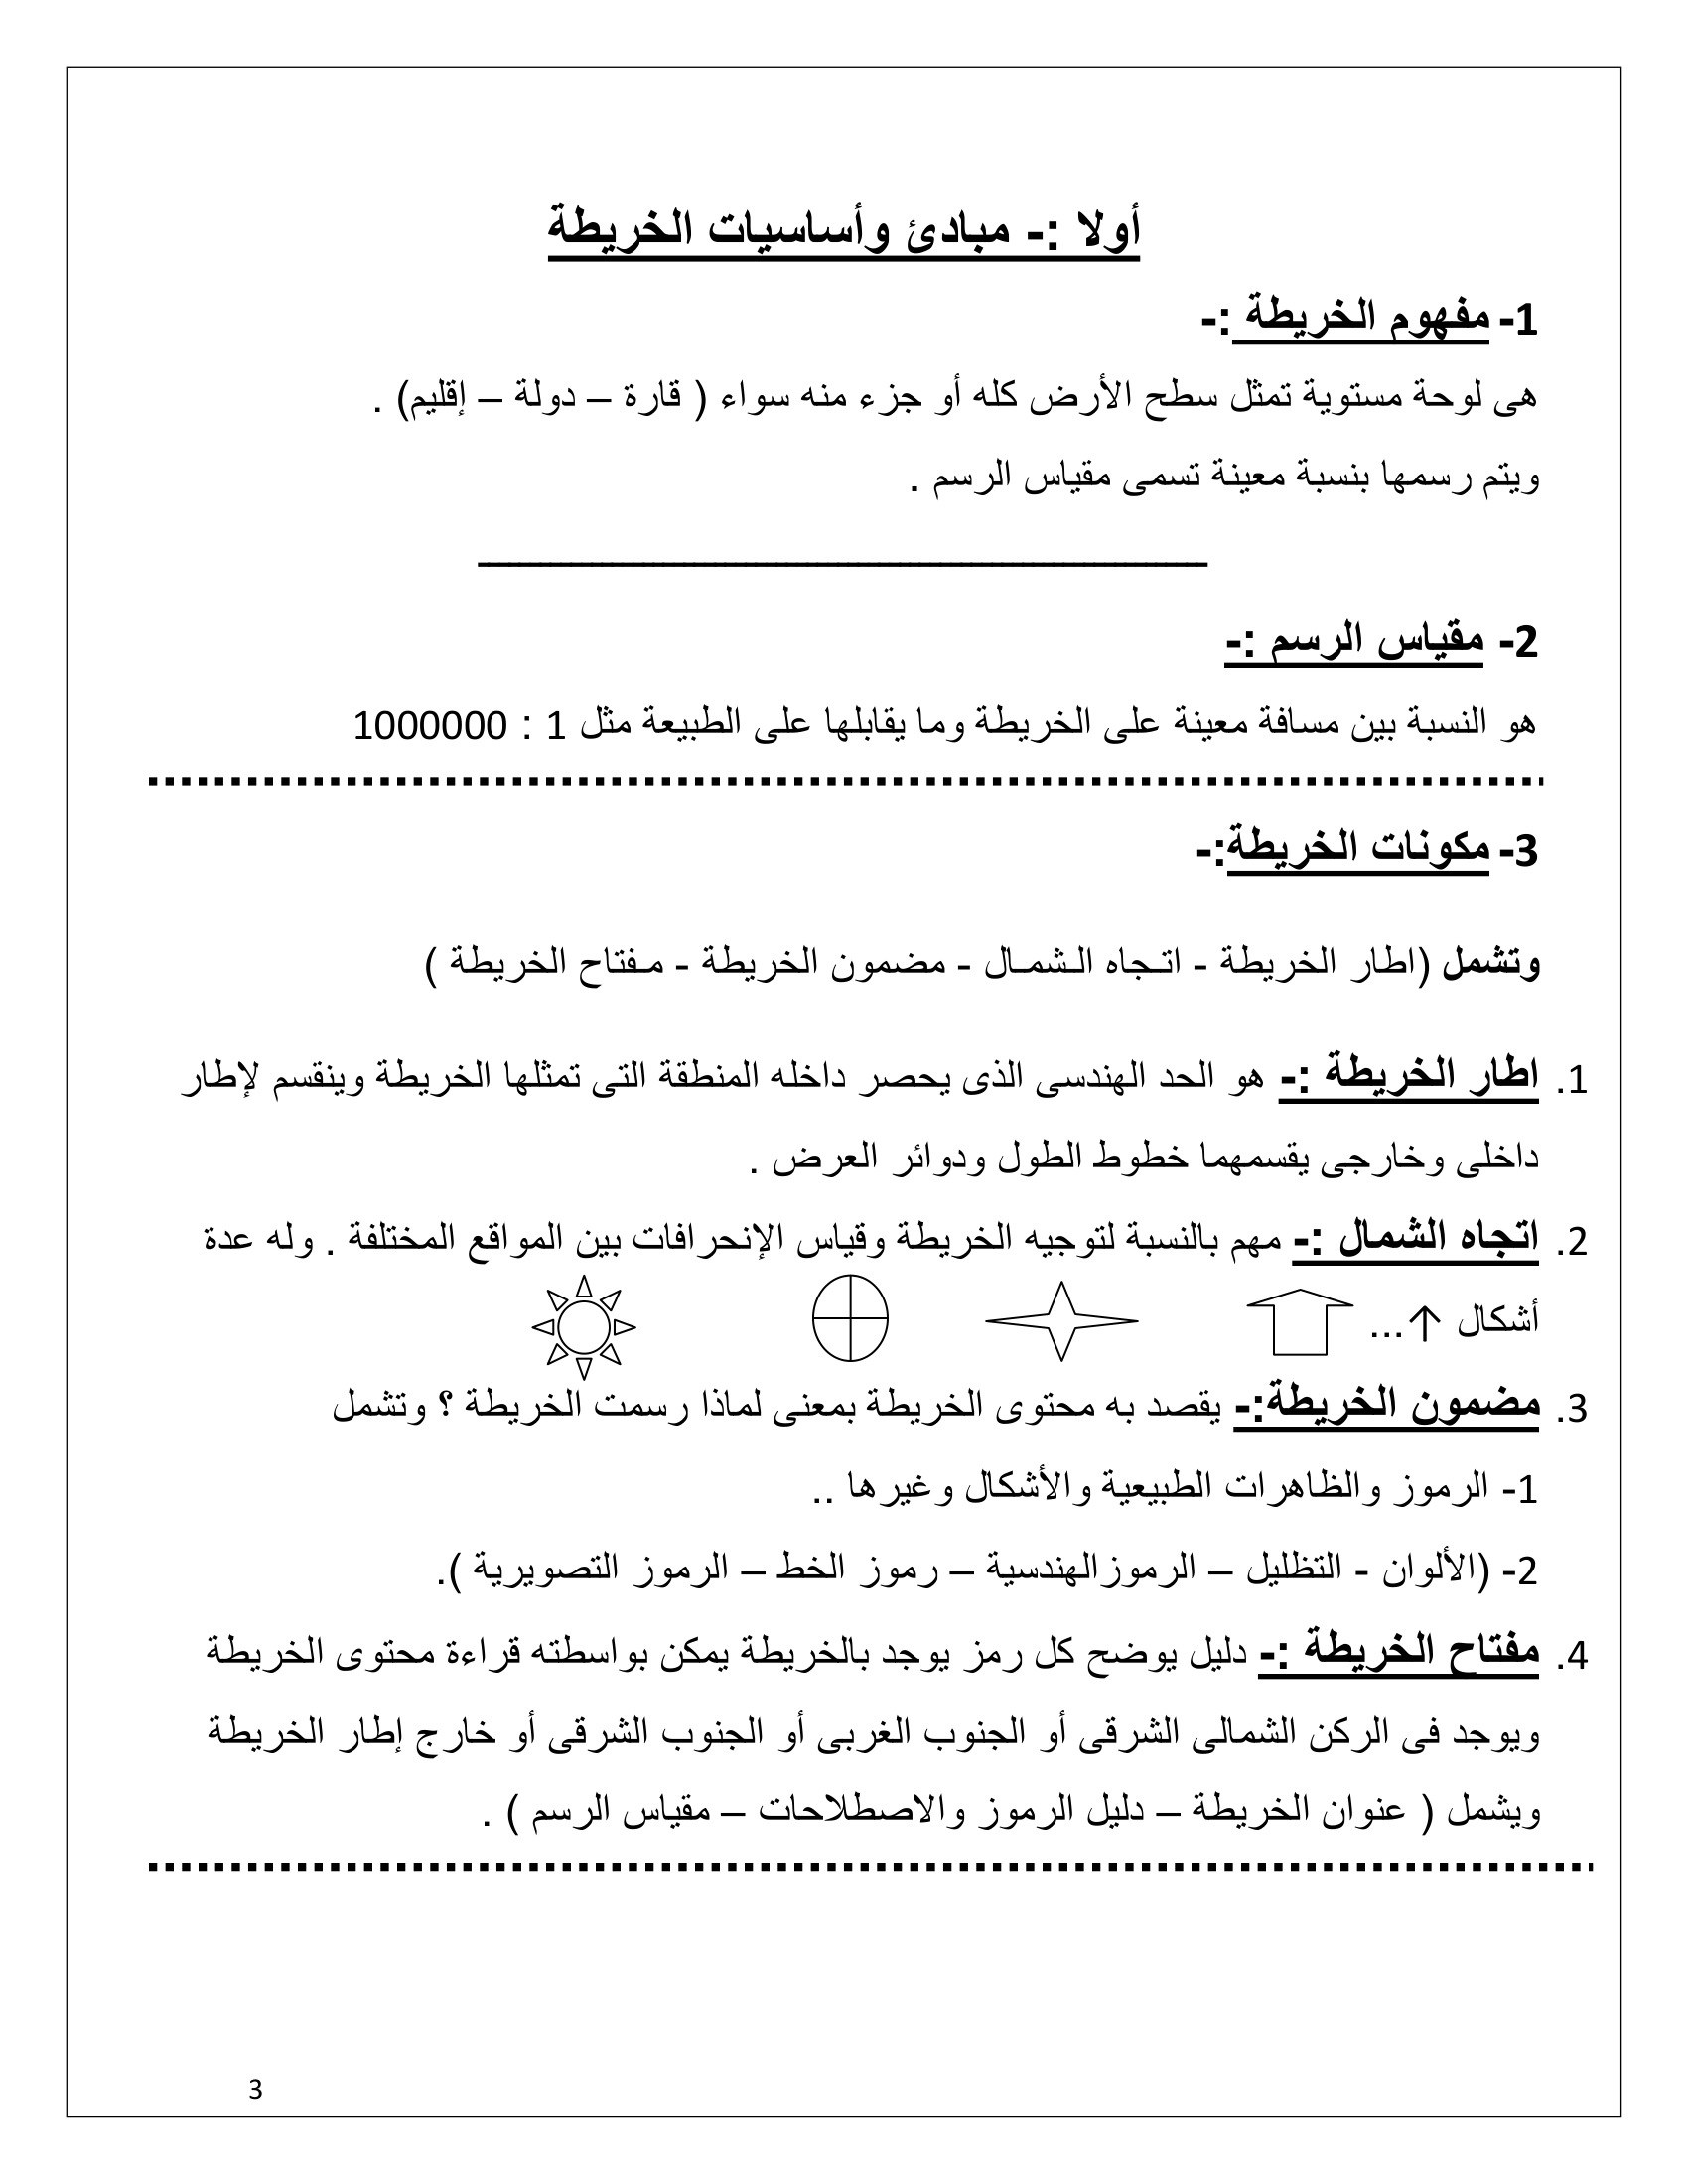 أولا :- مبادئ وأساسيات الخريطة
1- مفهوم الخريطة :-
هى لوحة مستوية تمثل سطح الأرض كله أو جزء منه سواء ( قارة – دولة – إقليم) .
ويتم رسمها بنسبة معينة تسمى مقياس الرسم .
2- مقياس الرسم :-
هو النسبة بين مسافة معينة على الخريطة وما يقابلها على الطبيعة مثل 1 : 1000000
3- مكونات الخريطة:-
وتشمل (اطار الخريطة - اتـجاه الـشمـال - مضمون الخريطة - مـفتاح الخريطة )
1. اطار الخريطة :- هو الحد الهندسى الذى يحصر داخله المنطقة التى تمثلها الخريطة وينقسم لإطار
داخلى وخارجى يقسمهما خطوط الطول ودوائر العرض .
2. اتجاه الشمال :- مهم بالنسبة لتوجيه الخريطة وقياس الإنحرافات بين المواقع المختلفة . وله عدة
أشكال ↑...
3. مضمون الخريطة:- يقصد به محتوى الخريطة بمعنى لماذا رسمت الخريطة ؟ وتشمل
1- الرموز والظاهرات الطبيعية والأشكال وغيرها ..
2- (الألوان - التظليل – الرموزالهندسية – رموز الخط – الرموز التصويرية ).
4. مفتاح الخريطة :- دليل يوضح كل رمز يوجد بالخريطة يمكن بواسطته قراءة محتوى الخريطة
ويوجد فى الركن الشمالى الشرقى أو الجنوب الغربى أو الجنوب الشرقى أو خارج إطار الخريطة
ويشمل ( عنوان الخريطة – دليل الرموز والاصطلاحات – مقياس الرسم ) .
3